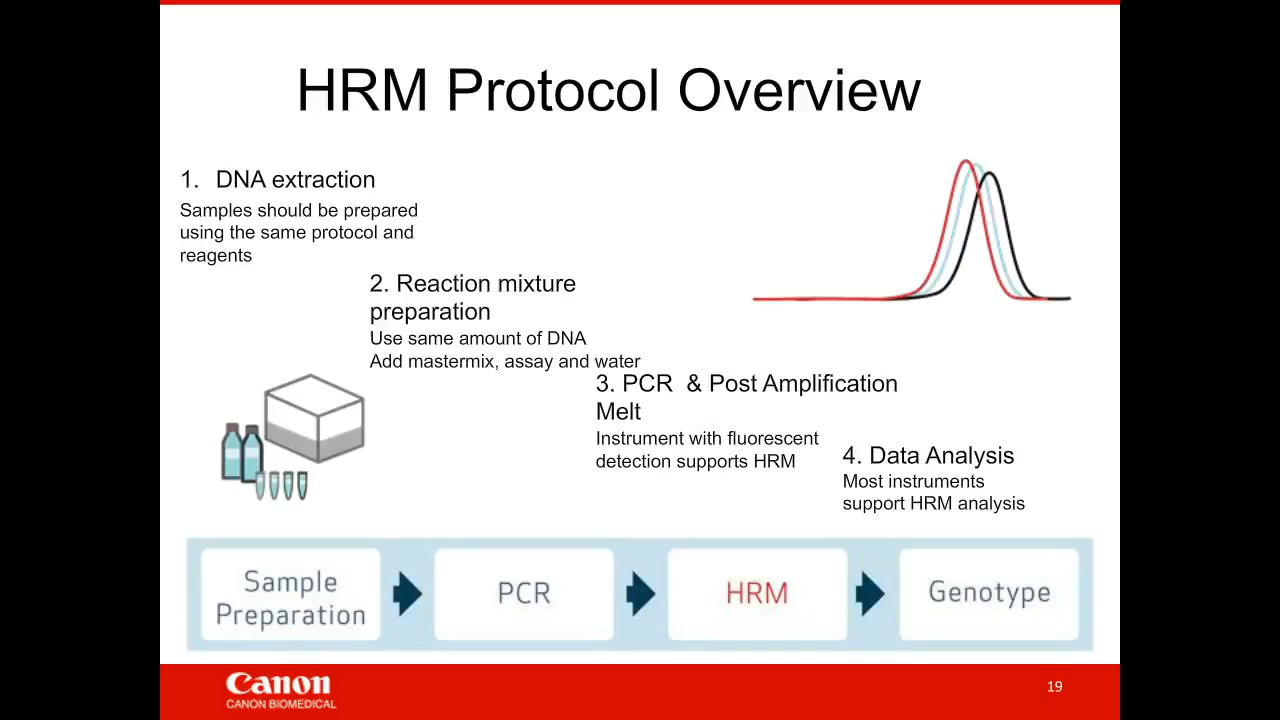 HRM Protocol Overview
1. DNA extraction
Samples should be prepared
using the same protocol and
reagents
2. Reaction mixture
preparation
Use same amount of DNA
Add mastermix, assay and water
3. PCR & Post Amplification
Melt
Instrument with fluorescent
detection supports HRM
4. Data Analysis
Most instruments
support HRM analysis
Sample
Preparation
PCR
HRM
Genotype
Canon
CANON BIOMEDICAL
19